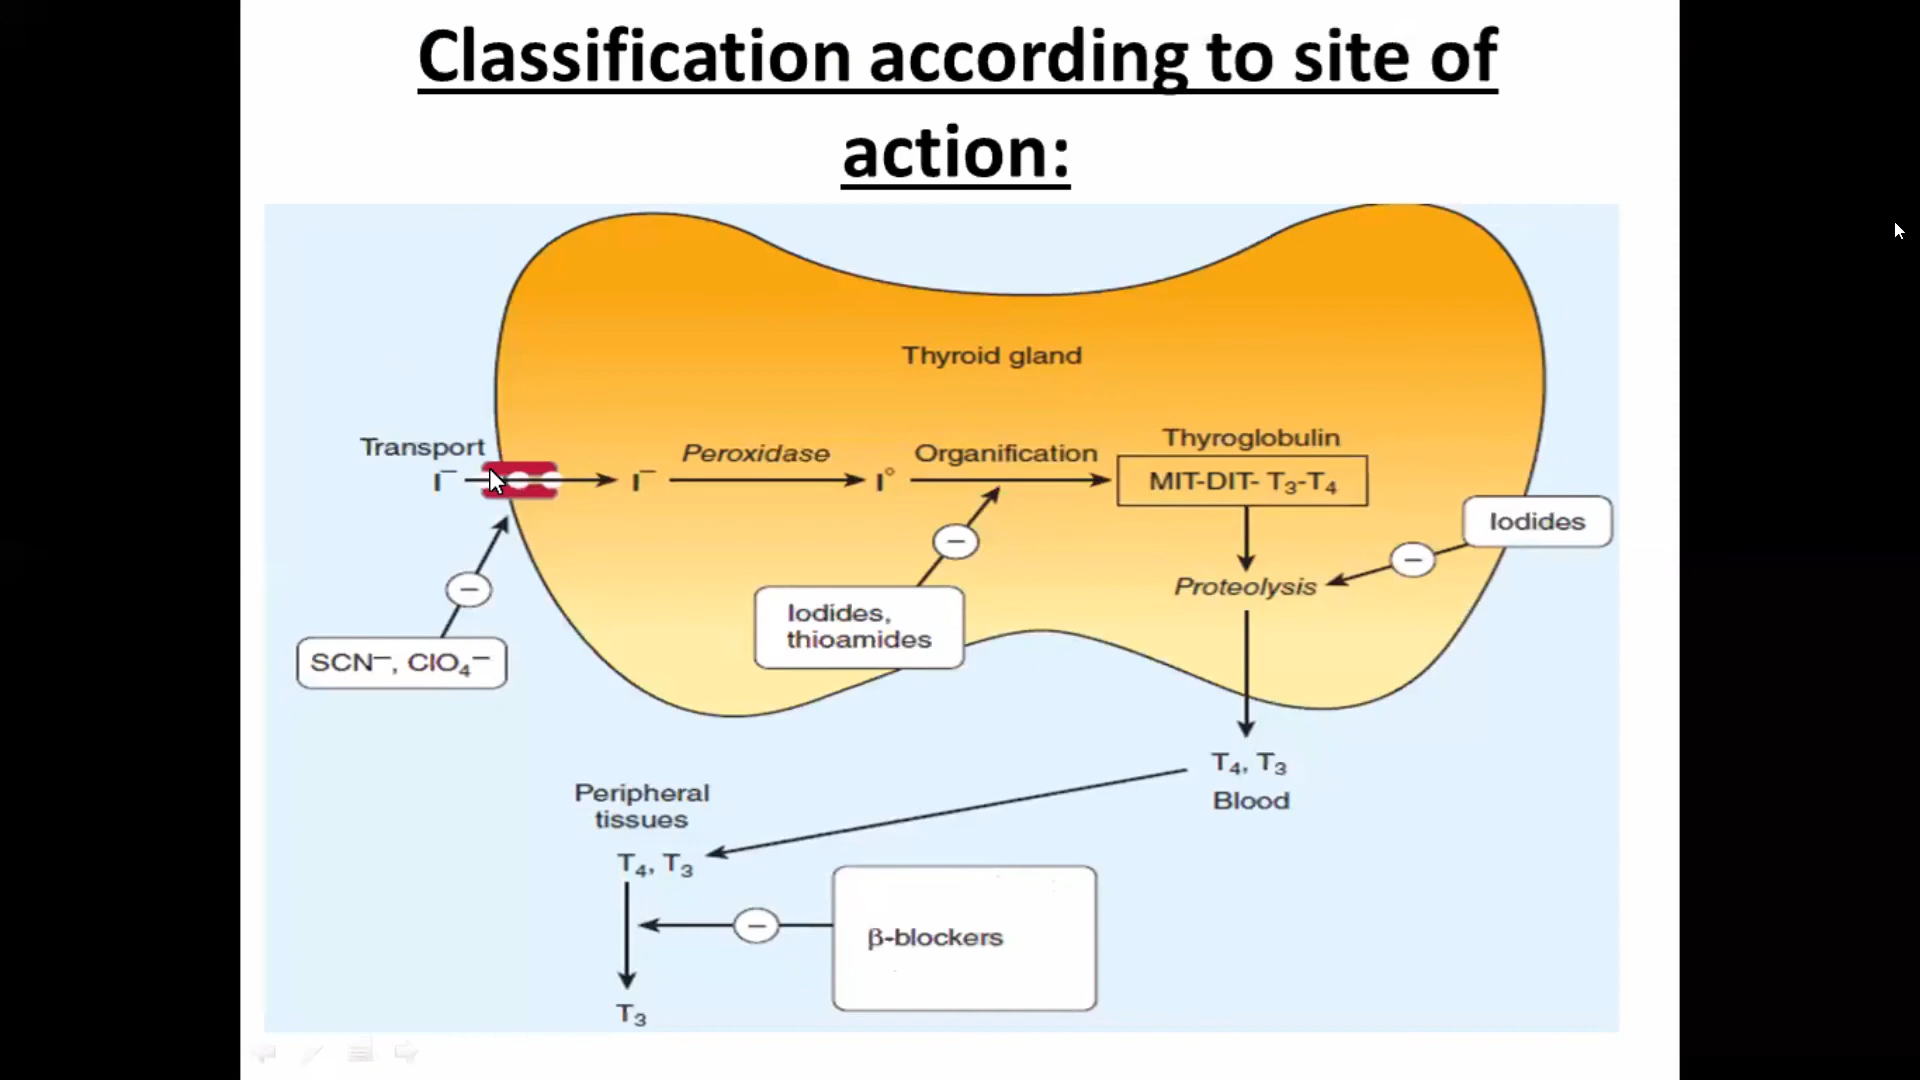 Classification according to site of
action:
Thyroid gland
Transport
I⁻
I⁻
Peroxidase
I°
Organification
Thyroglobulin
MIT-DIT- T₃-T₄
Iodides
−
Proteolysis
−
Iodides,
thioamides
−
SCN⁻, ClO₄⁻
T₄, T₃
Blood
Peripheral
tissues
T₄, T₃
−
β-blockers
T₃